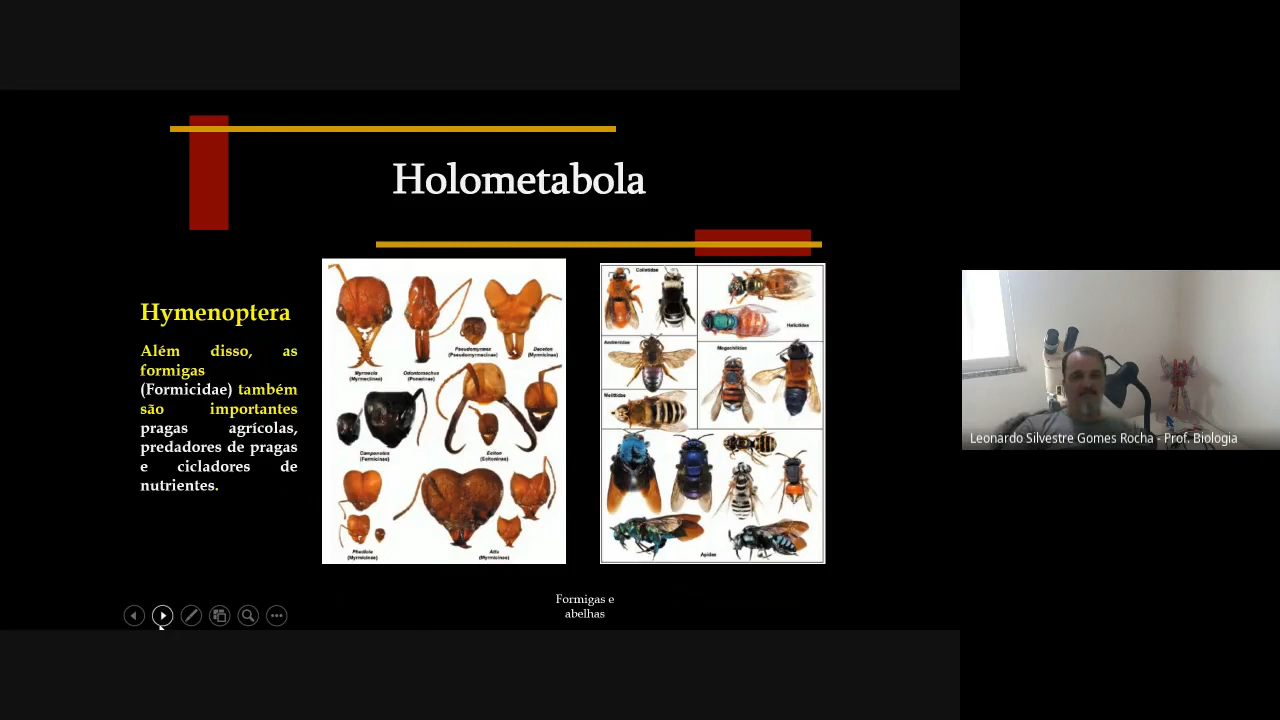 Holometabola
Hymenoptera
Além disso, as
formigas
(Formicidae) também
são importantes
pragas agrícolas,
predadores de pragas
e cicladores de
nutrientes.
Myrmecia
(Myrmeciinae)
Odontomachus
(Ponerinae)
Pseudomyrmex
(Pseudomyrmecinae)
Daceton
(Myrmicinae)
Camponotus
(Formicinae)
Eciton
(Ecitoninae)
Pheidole
(Myrmicinae)
Atta
(Myrmicinae)
Colletidae
Halictidae
Andrenidae
Megachilidae
Melittidae
Apidae
Formigas e
abelhas
Leonardo Silvestre Gomes Rocha - Prof. Biologia